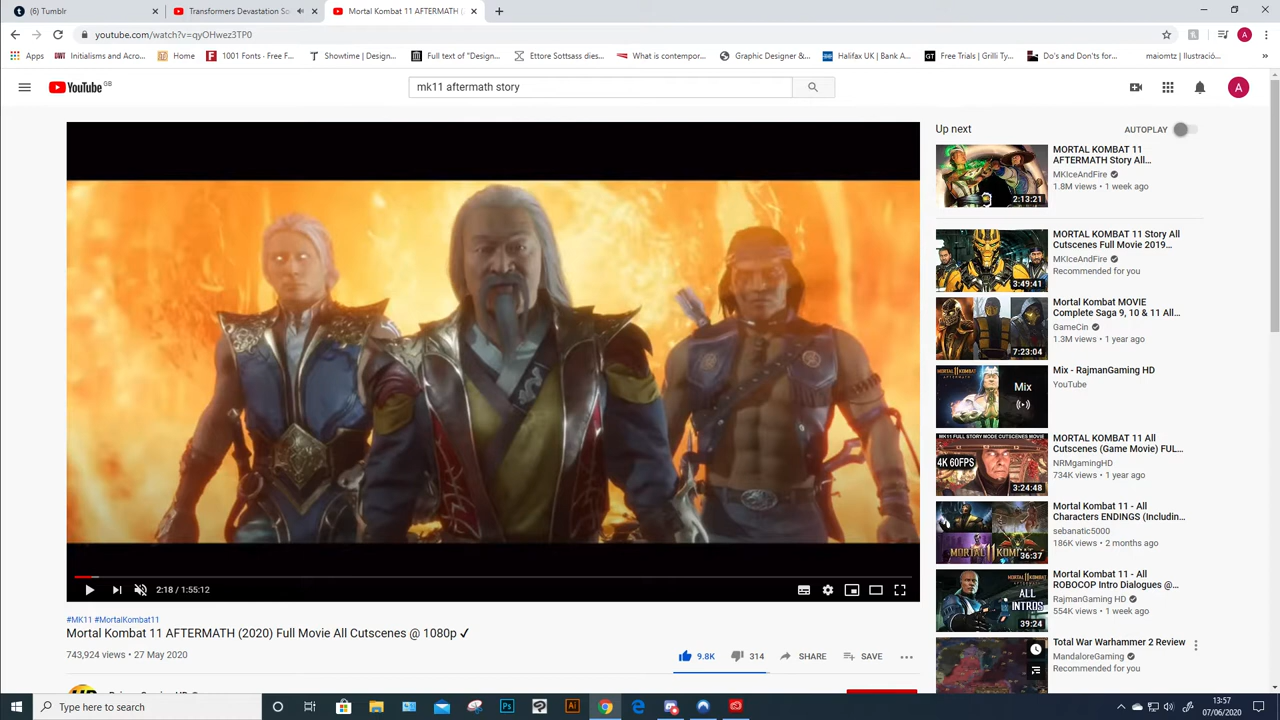 (6) Tumblr
Transformers Devastation So
Mortal Kombat 11 AFTERMATH (
youtube.com/watch?v=qyOHwez3TP0
Apps
Initialisms and Acro...
Home
1001 Fonts · Free F...
Showtime | Design...
Full text of "Design...
Ettore Sottsass desi...
What is contempor...
Graphic Designer &...
Halifax UK | Bank A...
Free Trials | Grilli Ty...
Do's and Don'ts for...
maiomtz | Ilustració...
YouTube GB
mk11 aftermath story
A
Up next
AUTOPLAY
MORTAL KOMBAT 11
AFTERMATH Story All...
MKIceAndFire
1.8M views • 1 week ago
2:13:21
MORTAL KOMBAT 11 Story All
Cutscenes Full Movie 2019...
MKIceAndFire
Recommended for you
3:49:41
Mortal Kombat MOVIE
Complete Saga 9, 10 & 11 All...
GameCin
1.3M views • 1 year ago
7:23:04
Mix - RajmanGaming HD
YouTube
Mix
MK11 FULL STORY MODE CUTSCENES MOVIE
4K 60FPS
MORTAL KOMBAT 11 All
Cutscenes (Game Movie) FUL...
NRMgamingHD
734K views • 1 year ago
3:24:48
Mortal Kombat 11 - All
Characters ENDINGS (Includin...
sebanatic5000
186K views • 2 months ago
36:37
Mortal Kombat 11 - All
ROBOCOP Intro Dialogues @...
RajmanGaming HD
554K views • 1 week ago
ALL
INTROS
39:24
Total War Warhammer 2 Review
MandaloreGaming
Recommended for you
2:18 / 1:55:12
#MK11 #MortalKombat11
Mortal Kombat 11 AFTERMATH (2020) Full Movie All Cutscenes @ 1080p ✔
743,924 views • 27 May 2020
9.8K
314
SHARE
SAVE
Type here to search
13:57
07/06/2020